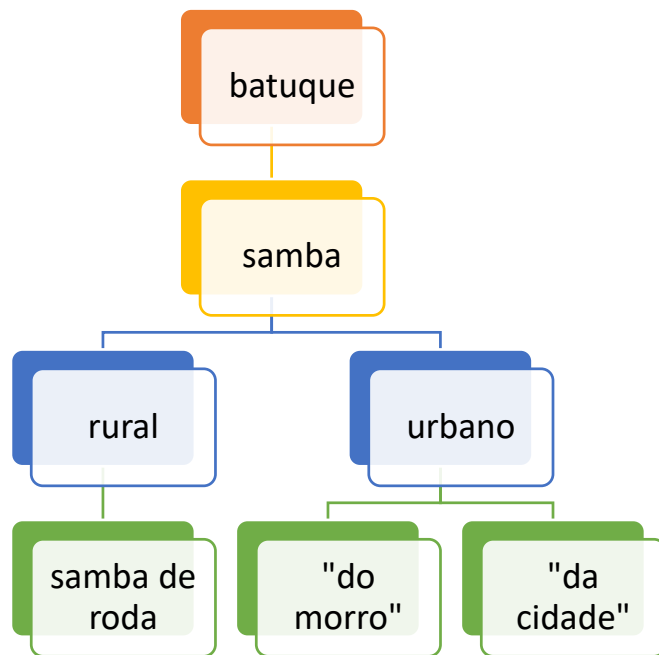 batuque
samba
rural
urbano
samba de
roda
"do
morro"
"da
cidade"